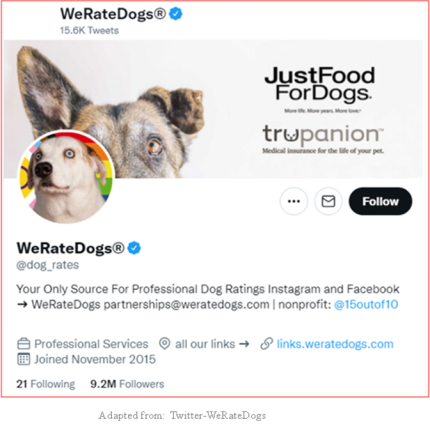 WeRateDogs®
15.6K Tweets
JustFood
ForDogs.
More life. More years. More love.®
trupanion™
Medical insurance for the life of your pet.
Follow
WeRateDogs®
@dog_rates
Your Only Source For Professional Dog Ratings Instagram and Facebook
→ WeRateDogs partnerships@weratedogs.com | nonprofit: @15outof10
Professional Services all our links → links.weratedogs.com
Joined November 2015
21 Following 9.2M Followers
Adapted from: Twitter-WeRateDogs